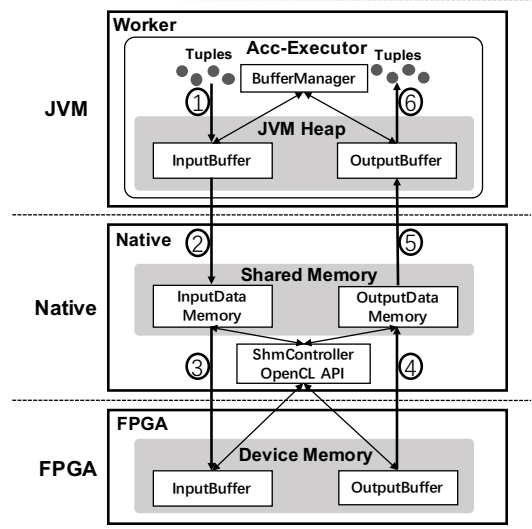 Worker
Acc-Executor
Tuples
Tuples
BufferManager
①
⑥
JVM
JVM Heap
InputBuffer
OutputBuffer
Native
②
⑤
Shared Memory
Native
InputData
Memory
OutputData
Memory
ShmController
OpenCL API
③
④
FPGA
FPGA
Device Memory
InputBuffer
OutputBuffer